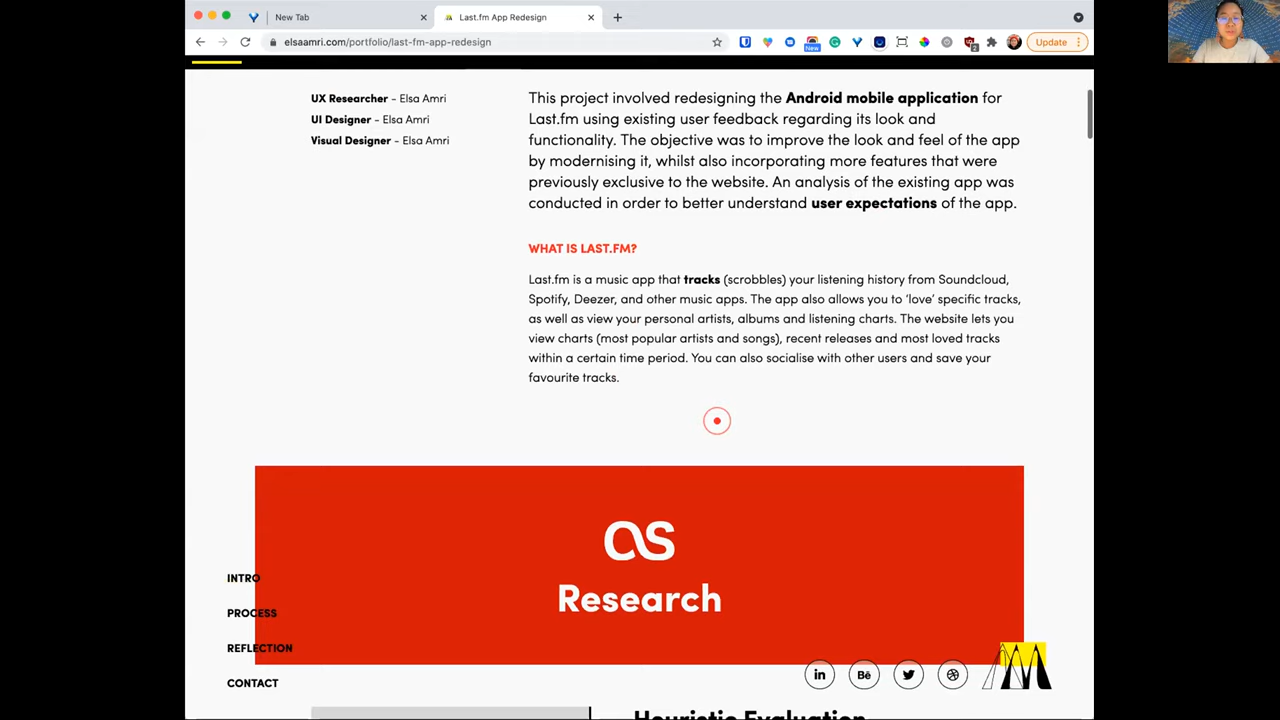 New Tab
Last.fm App Redesign
elsaamri.com/portfolio/last-fm-app-redesign
New
2
Update
UX Researcher - Elsa Amri
UI Designer - Elsa Amri
Visual Designer - Elsa Amri
This project involved redesigning the Android mobile application for
Last.fm using existing user feedback regarding its look and
functionality. The objective was to improve the look and feel of the app
by modernising it, whilst also incorporating more features that were
previously exclusive to the website. An analysis of the existing app was
conducted in order to better understand user expectations of the app.
WHAT IS LAST.FM?
Last.fm is a music app that tracks (scrobbles) your listening history from Soundcloud,
Spotify, Deezer, and other music apps. The app also allows you to ‘love’ specific tracks,
as well as view your personal artists, albums and listening charts. The website lets you
view charts (most popular artists and songs), recent releases and most loved tracks
within a certain time period. You can also socialise with other users and save your
favourite tracks.
as
Research
INTRO
PROCESS
REFLECTION
CONTACT
in
Bē
Heuristic Evaluation